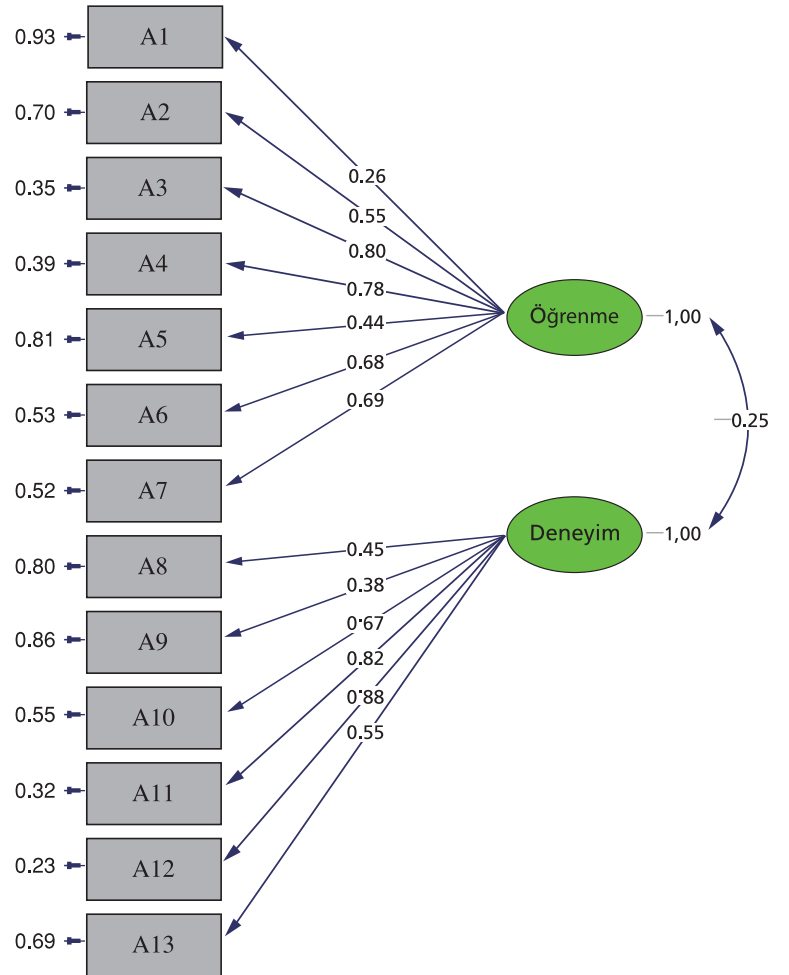 0.93 A1
0.70 A2
0.35 A3
0.39 A4
0.81 A5
0.53 A6
0.52 A7
0.80 A8
0.86 A9
0.55 A10
0.32 A11
0.23 A12
0.69 A13
0.26
0.55
0.80
0.78
0.44
0.68
0.69
0.45
0.38
0.67
0.82
0.88
0.55
Öğrenme 1,00
0.25
Deneyim 1,00